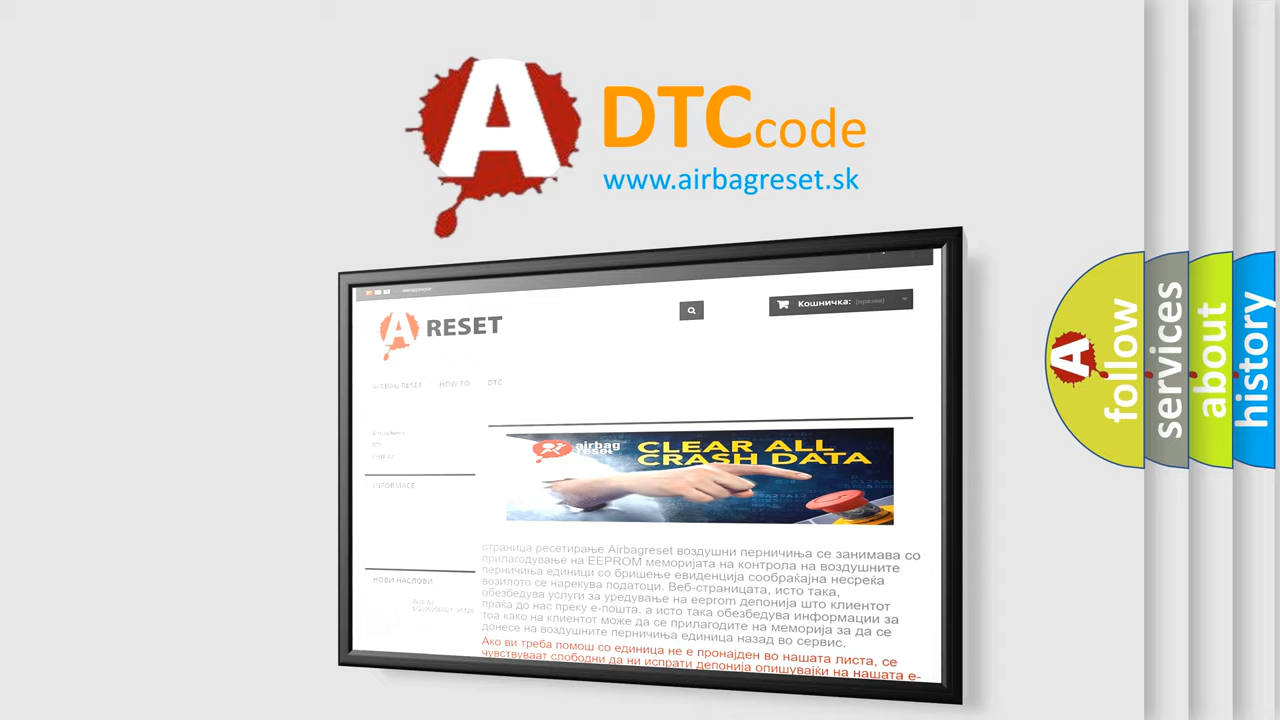 A DTCcode
www.airbagreset.sk
Кошничка: (празна)
A RESET
AIRBAG RESET HOW TO DTC
INFORMACE
airbag
reset
CLEAR ALL
CRASH DATA
страница ресетирање Airbagreset воздушни перничиња се занимава со
прилагодување на EEPROM меморијата на контрола на воздушните
перничиња единици со бришење евиденција сообраќајна несреќа
возилото се нарекува податоци. Веб-страницата, исто така,
обезбедува услуги за уредување на eeprom депонија што клиентот
праќа до нас преку е-пошта, а исто така обезбедува информации за
тоа како на клиентот може да се прилагодите на меморија за да се
донесе на воздушните перничиња единица назад во сервис.
Ако ви треба помош со единица не е пронајден во нашата листа, се
чувствуваат слободни да ни испрати депонија опишувајќи на нашата е-
НОВИ НАСЛОВИ
A
follow
services
about
history